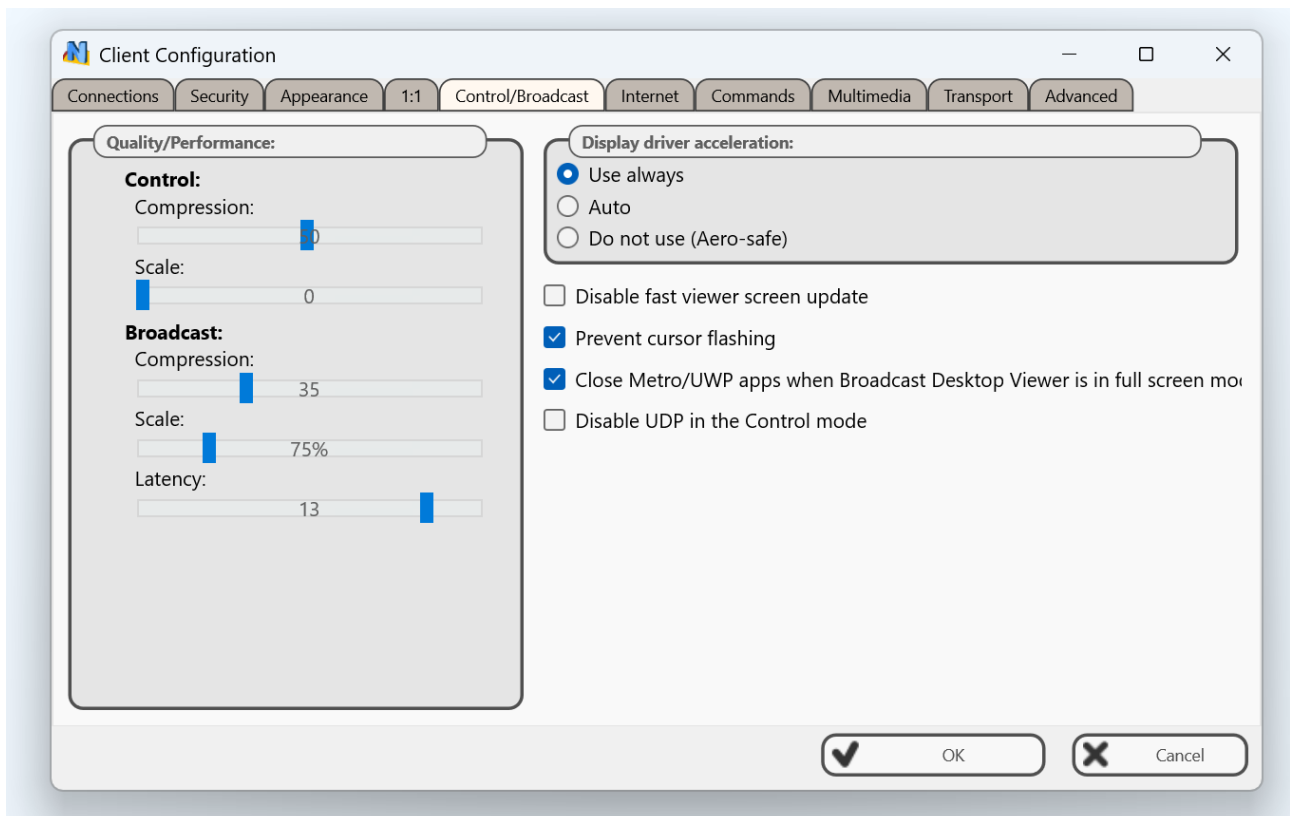 Client Configuration
Connections
Security
Appearance
1:1
Control/Broadcast
Internet
Commands
Multimedia
Transport
Advanced
Quality/Performance:
Control:
Compression:
Scale:
0
Broadcast:
Compression:
35
Scale:
75%
Latency:
13
Display driver acceleration:
Use always
Auto
Do not use (Aero-safe)
Disable fast viewer screen update
Prevent cursor flashing
Close Metro/UWP apps when Broadcast Desktop Viewer is in full screen
Disable UDP in the Control mode
OK
Cancel